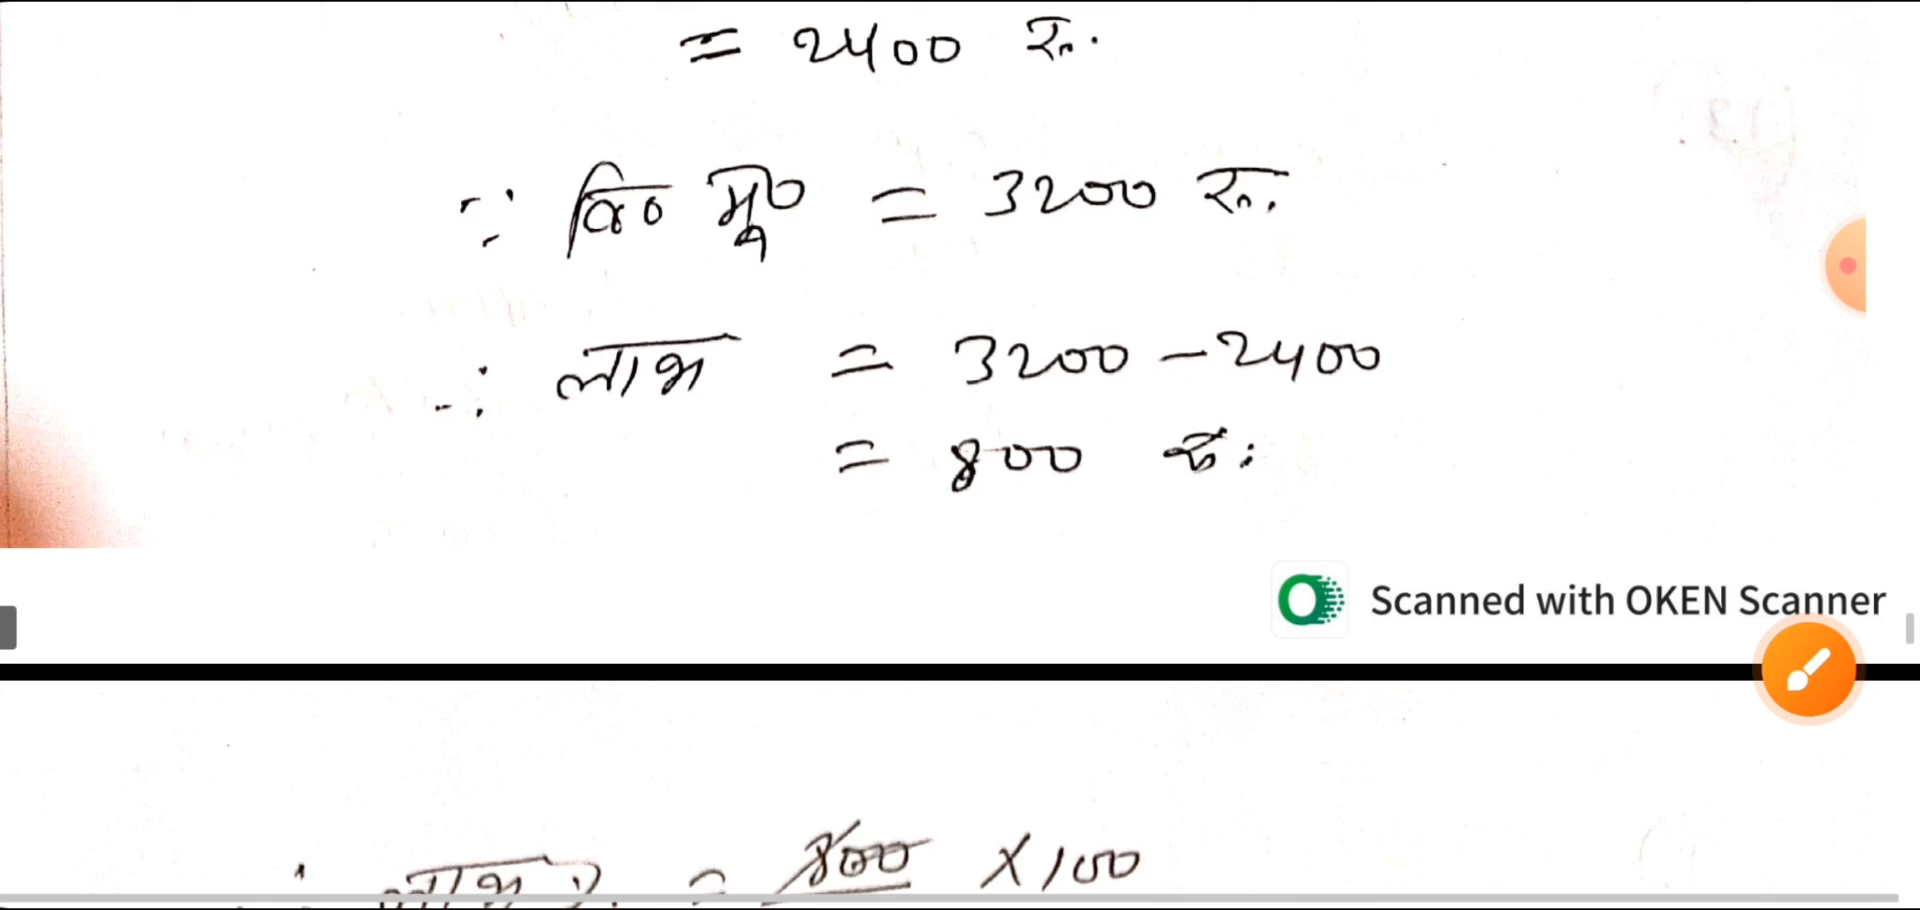 = 2400 रू.
∵ वि० मू० = 3200 रू.
∴ लाभ = 3200 - 2400
= 800 रू.
Scanned with OKEN Scanner
∴ लाभ % = 800 × 100